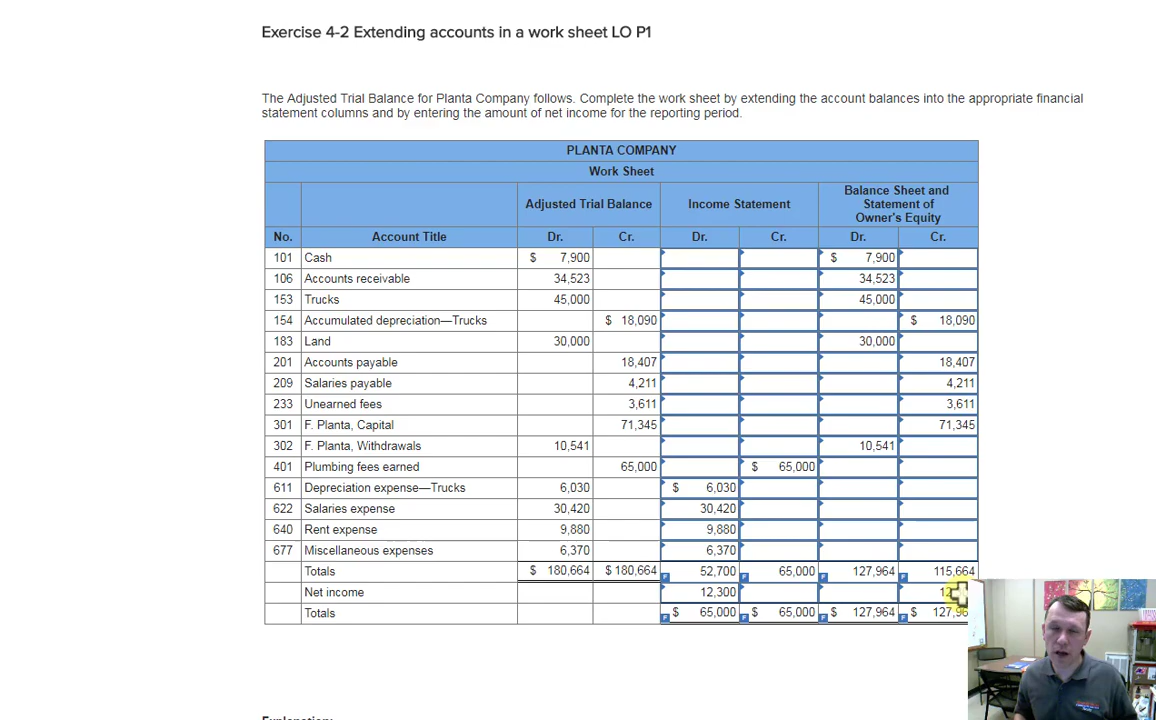 Exercise 4-2 Extending accounts in a work sheet LO P1
The Adjusted Trial Balance for Planta Company follows. Complete the work sheet by extending the account balances into the appropriate financial
statement columns and by entering the amount of net income for the reporting period.
PLANTA COMPANY
Work Sheet
Adjusted Trial Balance Income Statement Balance Sheet and
Statement of
Owner's Equity
No. Account Title Dr. Cr. Dr. Cr. Dr. Cr.
101 Cash $ 7,900 $ 7,900
106 Accounts receivable 34,523 34,523
153 Trucks 45,000 45,000
154 Accumulated depreciation—Trucks $ 18,090 $ 18,090
183 Land 30,000 30,000
201 Accounts payable 18,407 18,407
209 Salaries payable 4,211 4,211
233 Unearned fees 3,611 3,611
301 F. Planta, Capital 71,345 71,345
302 F. Planta, Withdrawals 10,541 10,541
401 Plumbing fees earned 65,000 $ 65,000
611 Depreciation expense—Trucks 6,030 $ 6,030
622 Salaries expense 30,420 30,420
640 Rent expense 9,880 9,880
677 Miscellaneous expenses 6,370 6,370
Totals $ 180,664 $ 180,664 52,700 65,000 127,964 115,664
Net income 12,300
Totals $ 65,000 $ 65,000 $ 127,964 $